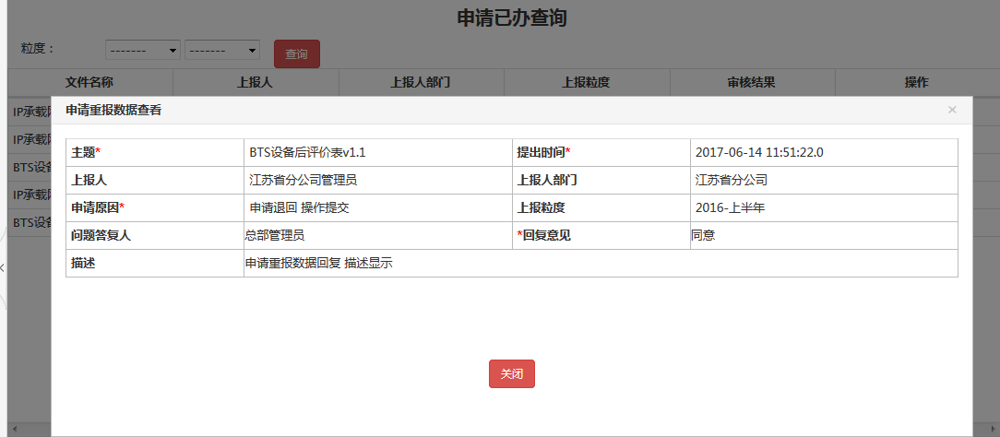 申请已办查询
粒度： ------- ------- 查询
文件名称 上报人 上报人部门 上报粒度 审核结果 操作
申请重报数据查看 ×
IP承载
IP承载
BTS设备
IP承载
BTS设备
主题* BTS设备后评价表v1.1 提出时间* 2017-06-14 11:51:22.0
上报人 江苏省分公司管理员 上报人部门 江苏省分公司
申请原因* 申请退回 操作提交 上报粒度 2016-上半年
问题答复人 总部管理员 *回复意见 同意
描述 申请重报数据回复 描述显示
关闭